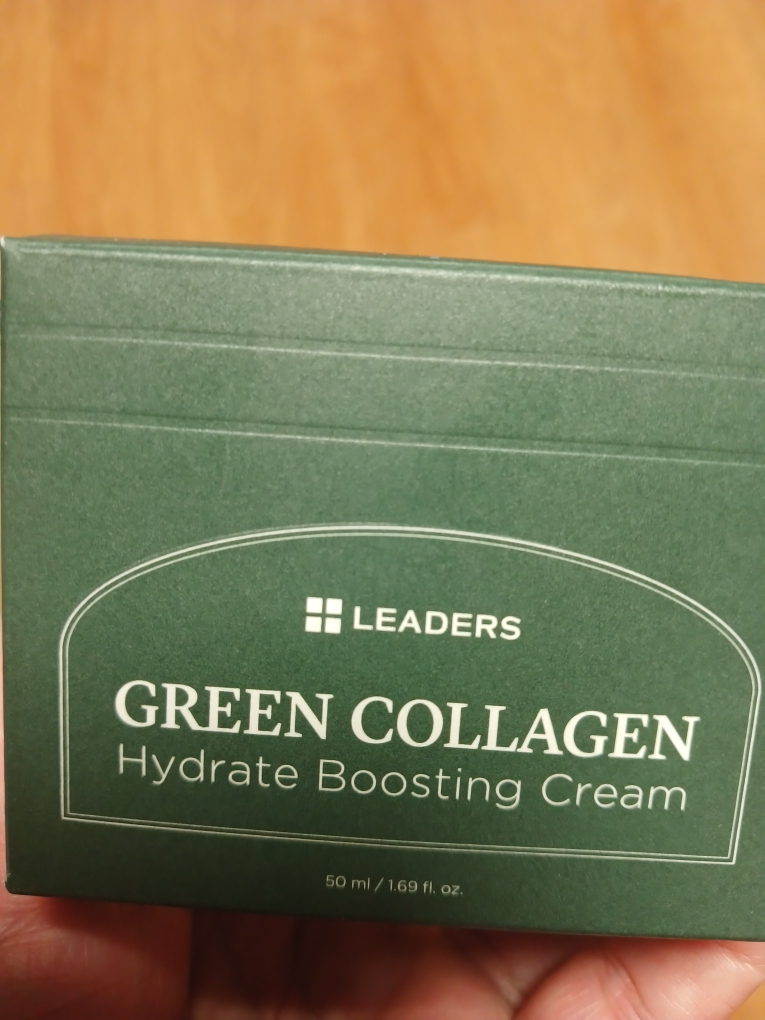 LEADERS
GREEN COLLAGEN
Hydrate Boosting Cream
50 ml / 1.69 fl. oz.